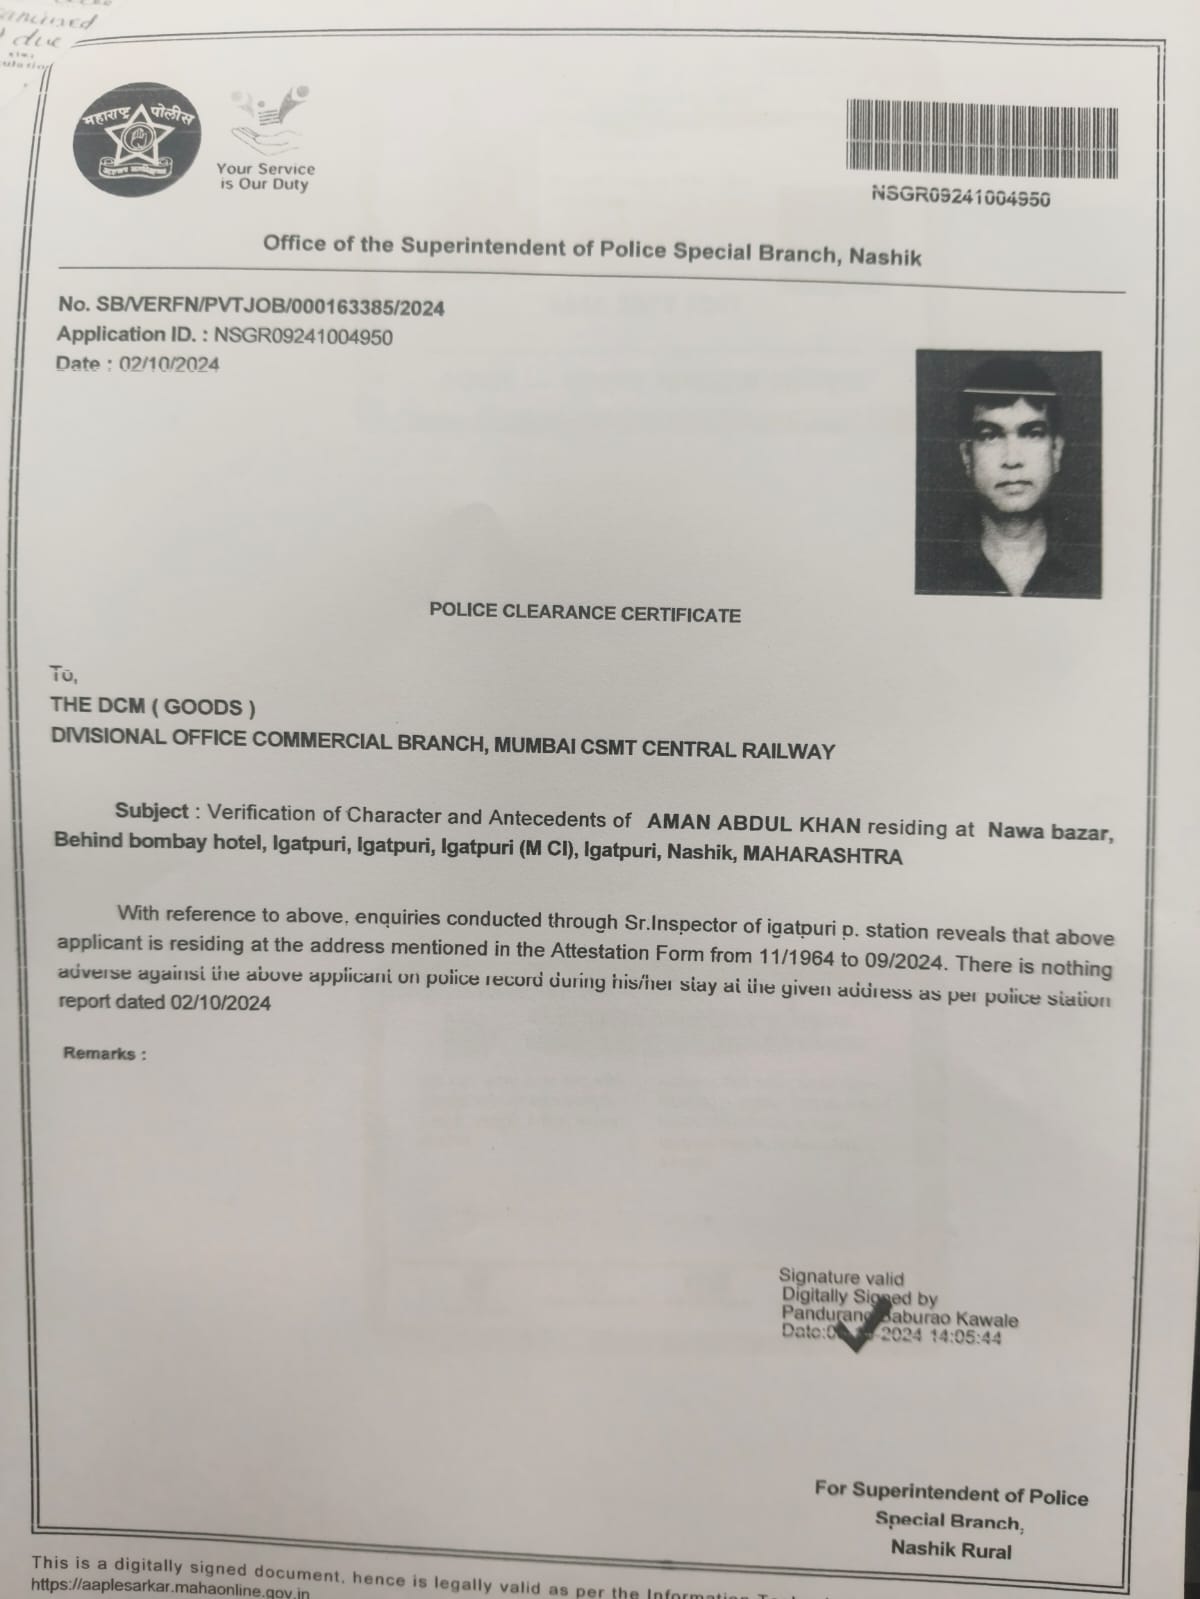 amined
due
महाराष्ट्र पोलीस
Your Service
is Our Duty
NSGR09241004950
Office of the Superintendent of Police Special Branch, Nashik
No. SB/VERFN/PVTJOB/000163385/2024
Application ID. : NSGR09241004950
Date : 02/10/2024
POLICE CLEARANCE CERTIFICATE
To,
THE DCM ( GOODS )
DIVISIONAL OFFICE COMMERCIAL BRANCH, MUMBAI CSMT CENTRAL RAILWAY
Subject : Verification of Character and Antecedents of AMAN ABDUL KHAN residing at Nawa bazar,
Behind bombay hotel, Igatpuri, Igatpuri, Igatpuri (M Cl), Igatpuri, Nashik, MAHARASHTRA
With reference to above, enquiries conducted through Sr.Inspector of igatpuri p. station reveals that above
applicant is residing at the address mentioned in the Attestation Form from 11/1964 to 09/2024. There is nothing
adverse against the above applicant on police record during his/her stay at the given address as per police station
report dated 02/10/2024
Remarks :
Signature valid
Digitally Signed by
Pandurang Baburao Kawale
Date: -2024 14:05:44
For Superintendent of Police
Special Branch,
Nashik Rural
This is a digitally signed document, hence is legally valid as per the Information
https://aaplesarkar.mahaonline.gov.in